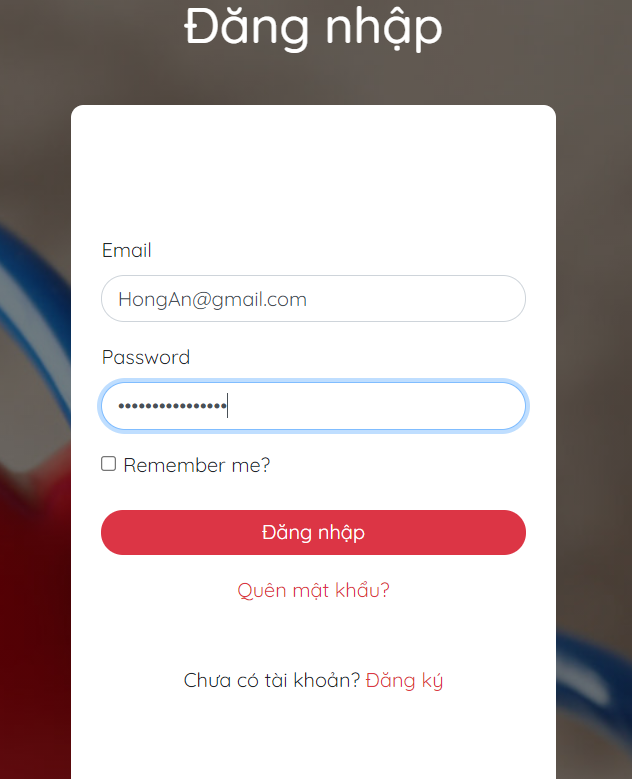 Đăng nhập
Email
HongAn@gmail.com
Password
••••••••••••••••
Remember me?
Đăng nhập
Quên mật khẩu?
Chưa có tài khoản? Đăng ký